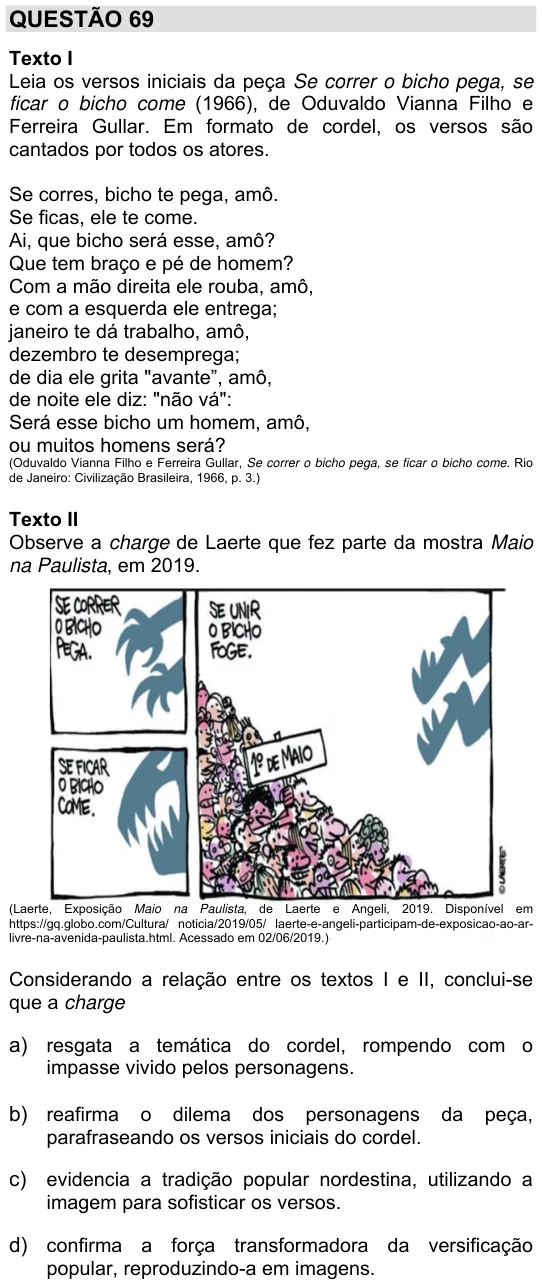 QUESTÃO 69
Texto I
Leia os versos iniciais da peça Se correr o bicho pega, se
ficar o bicho come (1966), de Oduvaldo Vianna Filho e
Ferreira Gullar. Em formato de cordel, os versos são
cantados por todos os atores.
Se corres, bicho te pega, amô.
Se ficas, ele te come.
Ai, que bicho será esse, amô?
Que tem braço e pé de homem?
Com a mão direita ele rouba, amô,
e com a esquerda ele entrega;
janeiro te dá trabalho, amô,
dezembro te desemprega;
de dia ele grita "avante”, amô,
de noite ele diz: "não vá":
Será esse bicho um homem, amô,
ou muitos homens será?
(Oduvaldo Vianna Filho e Ferreira Gullar, Se correr o bicho pega, se ficar o bicho come. Rio
de Janeiro: Civilização Brasileira, 1966, p. 3.)
Texto II
Observe a charge de Laerte que fez parte da mostra Maio
na Paulista, em 2019.
SE CORRER
O BICHO
PEGA.
SE FICAR
O BICHO
COME.
SE UNIR
O BICHO
FOGE.
1º DE MAIO
© LAERTE
(Laerte, Exposição Maio na Paulista, de Laerte e Angeli, 2019. Disponível em
https://gq.globo.com/Cultura/ noticia/2019/05/ laerte-e-angeli-participam-de-exposicao-ao-ar-
livre-na-avenida-paulista.html. Acessado em 02/06/2019.)
Considerando a relação entre os textos I e II, conclui-se
que a charge
a) resgata a temática do cordel, rompendo com o
impasse vivido pelos personagens.
b) reafirma o dilema dos personagens da peça,
parafraseando os versos iniciais do cordel.
c) evidencia a tradição popular nordestina, utilizando a
imagem para sofisticar os versos.
d) confirma a força transformadora da versificação
popular, reproduzindo-a em imagens.